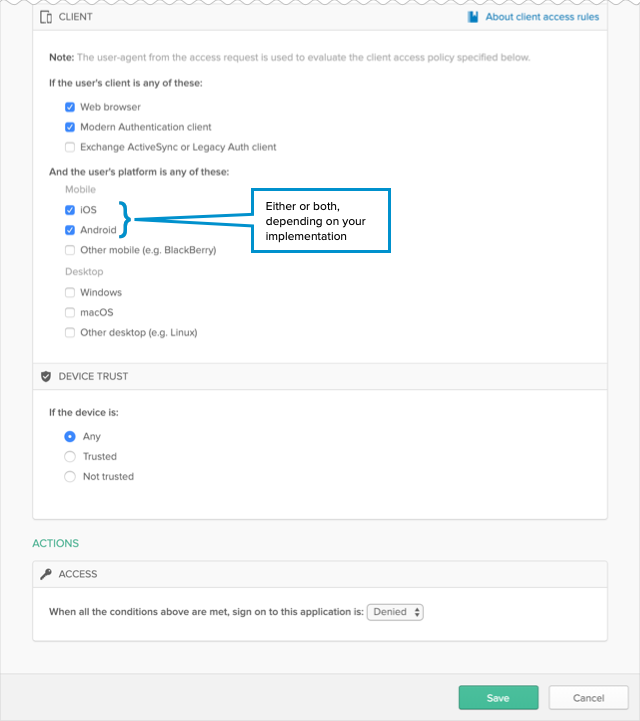 CLIENT
About client access rules
Note: The user-agent from the access request is used to evaluate the client access policy specified below.
If the user's client is any of these:
Web browser
Modern Authentication client
Exchange ActiveSync or Legacy Auth client
And the user's platform is any of these:
Mobile
iOS
Android
Other mobile (e.g. BlackBerry)
Either or both,
depending on your
implementation
Desktop
Windows
macOS
Other desktop (e.g. Linux)
DEVICE TRUST
If the device is:
Any
Trusted
Not trusted
ACTIONS
ACCESS
When all the conditions above are met, sign on to this application is: Denied
Save
Cancel